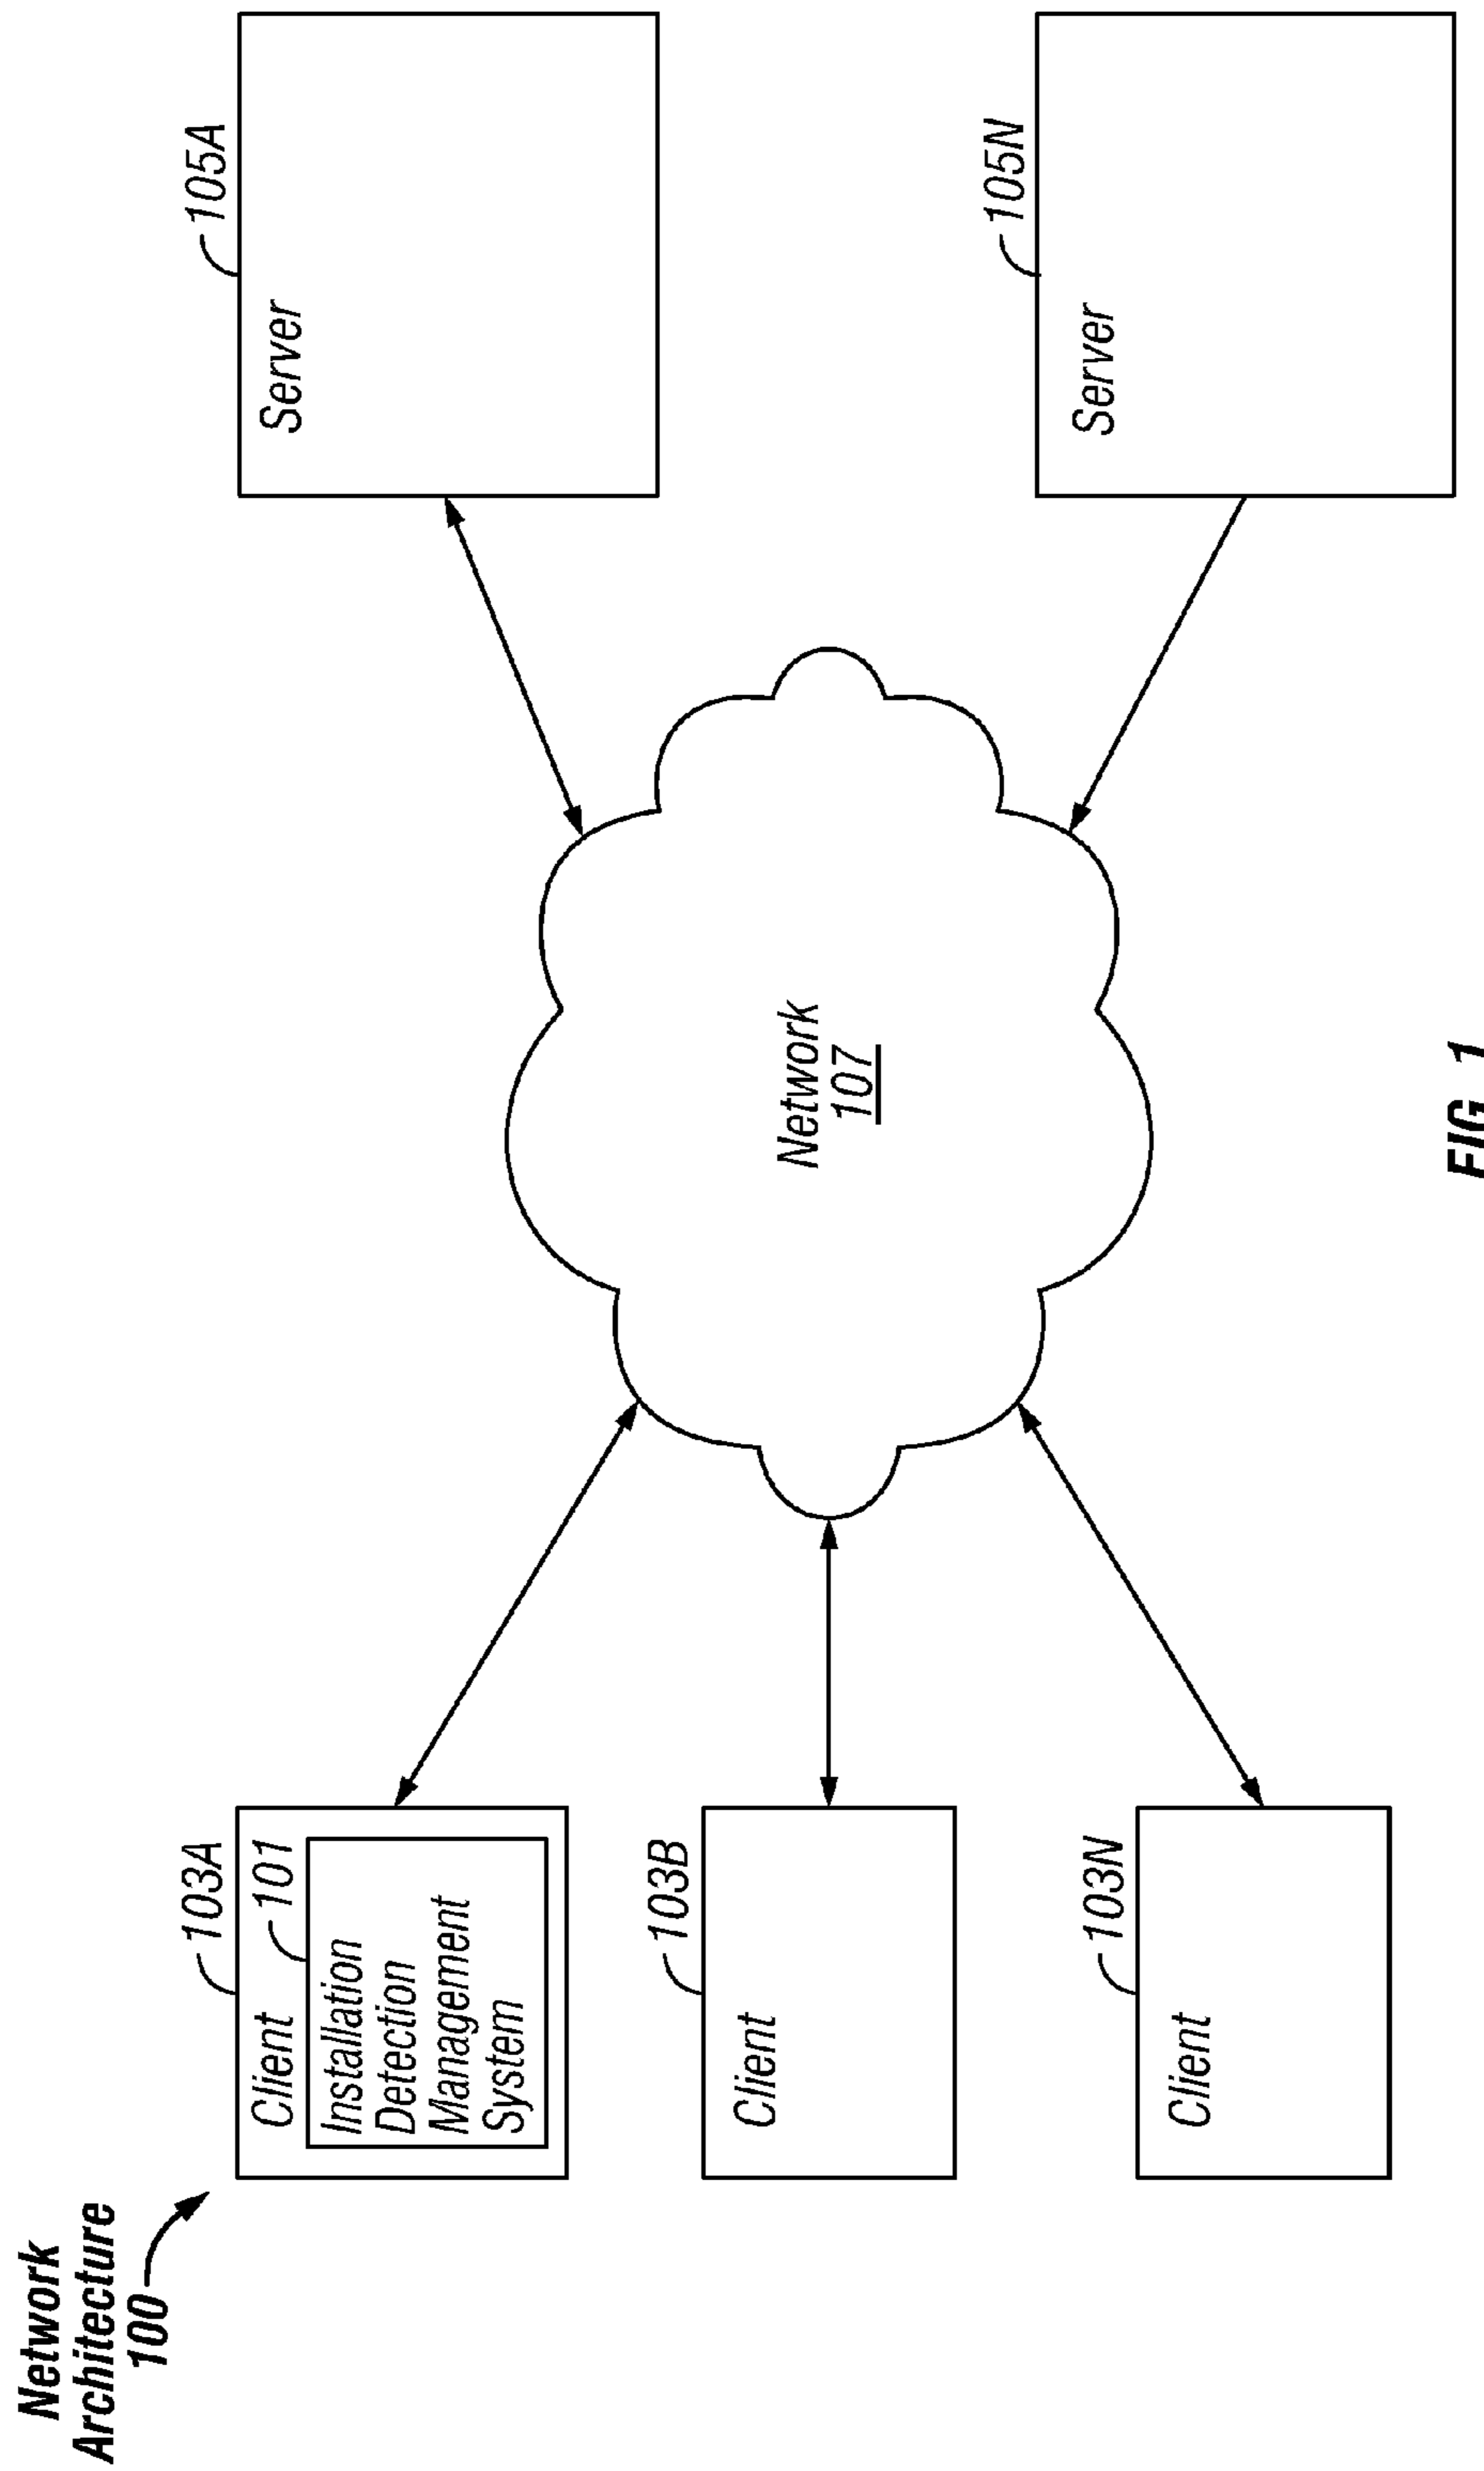 Network
Architecture
100
103A
Client
101
Installation
Detection
Management
System
103B
Client
103N
Client
Network
107
105A
Server
105N
Server
FIG. 1